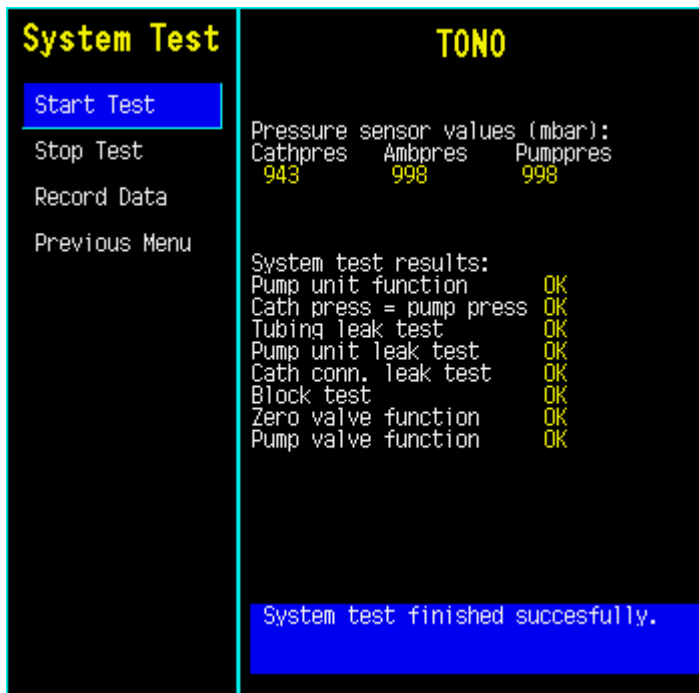 System Test
Start Test
Stop Test
Record Data
Previous Menu
TONO
Pressure sensor values (mbar):
Cathpres Ambpres Pumppres
943 998 998
System test results:
Pump unit function OK
Cath press = pump press OK
Tubing leak test OK
Pump unit leak test OK
Cath conn. leak test OK
Block test OK
Zero valve function OK
Pump valve function OK
System test finished succesfully.